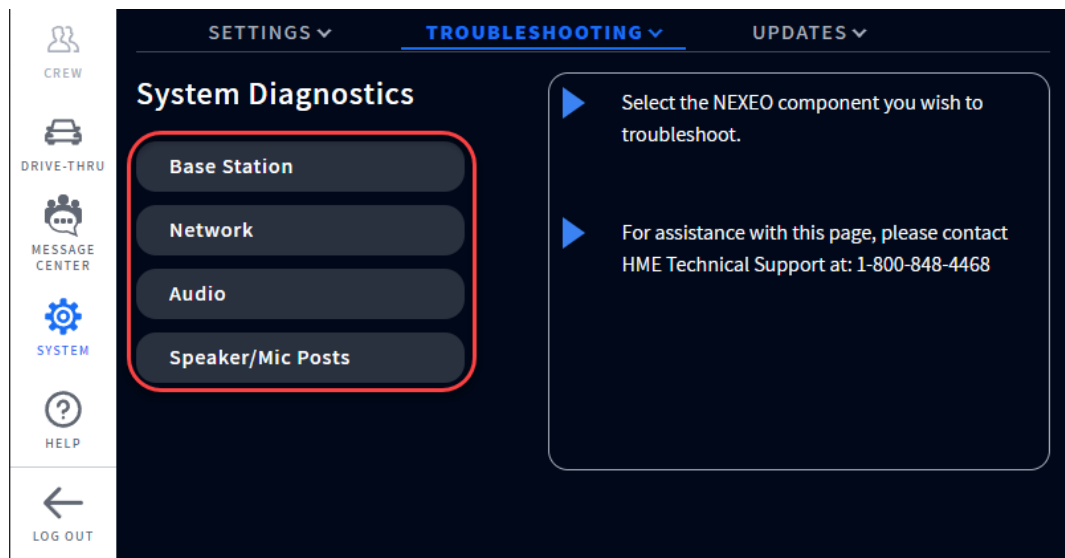 CREW
DRIVE-THRU
MESSAGE
CENTER
SYSTEM
HELP
LOG OUT
SETTINGS
TROUBLESHOOTING
UPDATES
System Diagnostics
Base Station
Network
Audio
Speaker/Mic Posts
Select the NEXEO component you wish to
troubleshoot.
For assistance with this page, please contact
HME Technical Support at: 1-800-848-4468